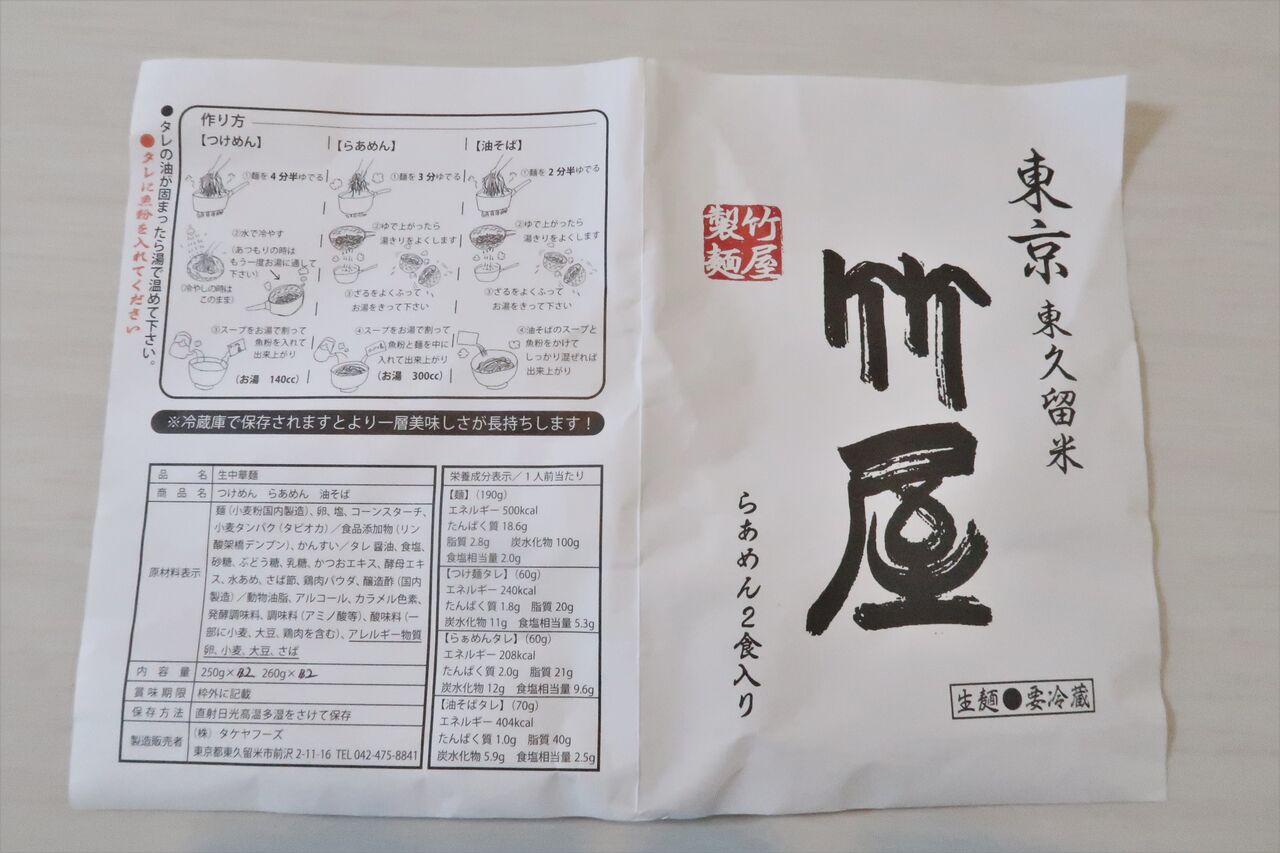 ●タレの油が固まったら湯で温めて下さい。
●タレに魚粉を入れてください
作り方
【つけめん】
①麺を 4 分半ゆでる
②水で冷やす
(あつもりの時は
もう一度お湯に通して
下さい)
(冷やしの時は
このまま)
③スープをお湯で割って
魚粉を入れて
出来上がり
(お湯 140cc)
【らあめん】
①麺を 3 分ゆでる
②ゆで上がったら
湯きりをよくします
③ざるをよくふって
お湯をきって下さい
④スープをお湯で割って
魚粉と麺を中に
入れて出来上がり
(お湯 300cc)
【油そば】
①麺を 2 分半ゆでる
②ゆで上がったら
湯きりをよくします
③ざるをよくふって
お湯をきって下さい
④油そばのスープと
魚粉をかけて
しっかり混ぜれば
出来上がり
※冷蔵庫で保存されますとより一層美味しさが長持ちします！
品名 生中華麺
商品名 つけめん らあめん 油そば
原材料表示
麺（小麦粉国内製造）、卵、塩、コーンスターチ、
小麦タンパク（タピオカ）／食品添加物（リン
酸架橋デンプン）、かんすい／タレ 醤油、食塩、
砂糖、ぶどう糖、乳糖、かつおエキス、酵母エキ
ス、水あめ、さば節、鶏肉パウダ、醸造酢（国内
製造）／動物油脂、アルコール、カラメル色素、
発酵調味料、調味料（アミノ酸等）、酸味料（一
部に小麦、大豆、鶏肉を含む）、アレルギー物質
卵、小麦、大豆、さば
内容量 250g× 260g×
賞味期限 枠外に記載
保存方法 直射日光高温多湿をさけて保存
製造販売者 （株）タケヤフーズ
東京都東久留米市前沢 2-11-16 TEL 042-475-8841
栄養成分表示／1 人前当たり
【麺】(190g)
エネルギー 500kcal
たんぱく質 18.6g
脂質 2.8g 炭水化物 100g
食塩相当量 2.0g
【つけ麺タレ】(60g)
エネルギー 240kcal
たんぱく質 1.8g 脂質 20g
炭水化物 11g 食塩相当量 5.3g
【らぁめんタレ】(60g)
エネルギー 208kcal
たんぱく質 2.0g 脂質 21g
炭水化物 12g 食塩相当量 9.6g
【油そばタレ】(70g)
エネルギー 404kcal
たんぱく質 1.0g 脂質 40g
炭水化物 5.9g 食塩相当量 2.5g
東京 東久留米
竹屋
竹屋
製麺
らあめん2食入り
生麺●要冷蔵